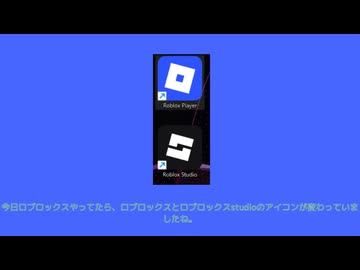 Roblox Player
Roblox Studio
今日ロブロックスやってたら、ロブロックスとロブロックスstudioのアイコンが変わっていま
したね。